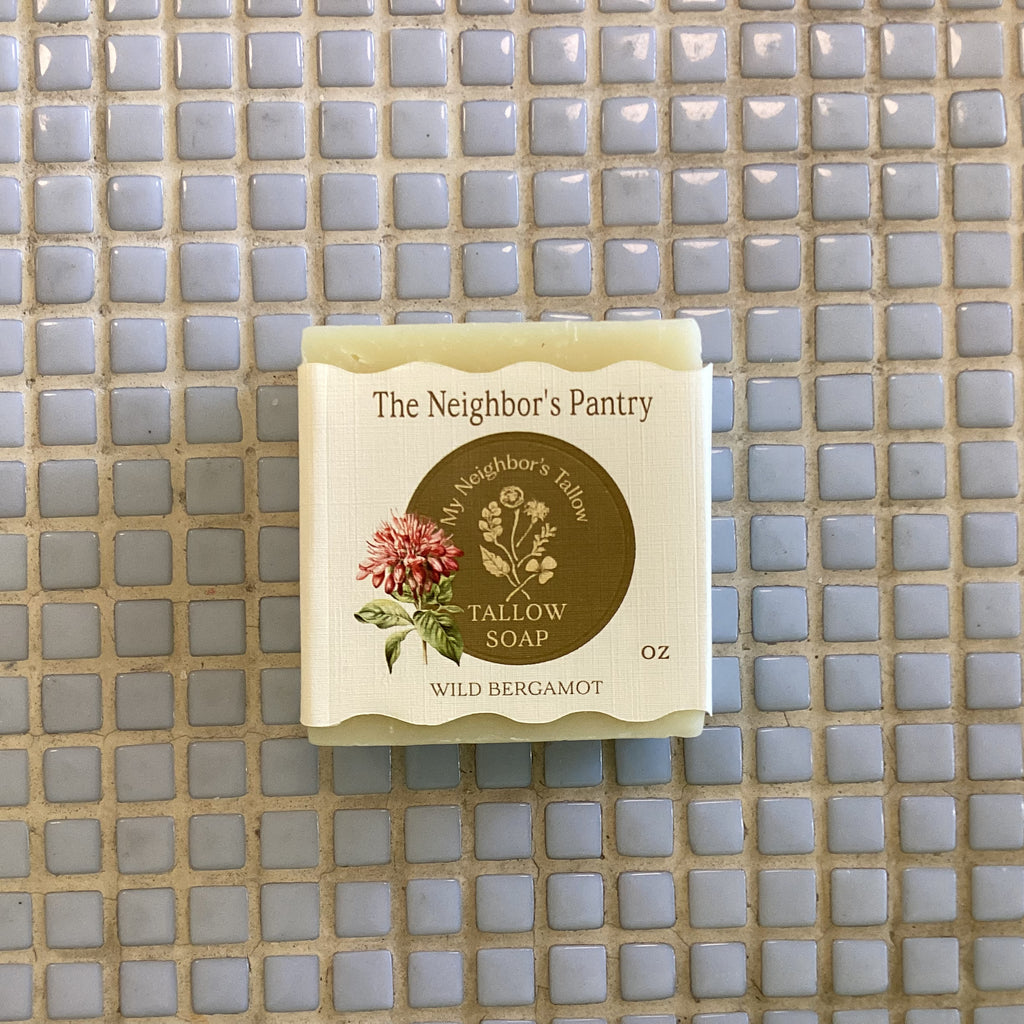 The Neighbor's Pantry
My Neighbor's Tallow
TALLOW
SOAP
OZ
WILD BERGAMOT